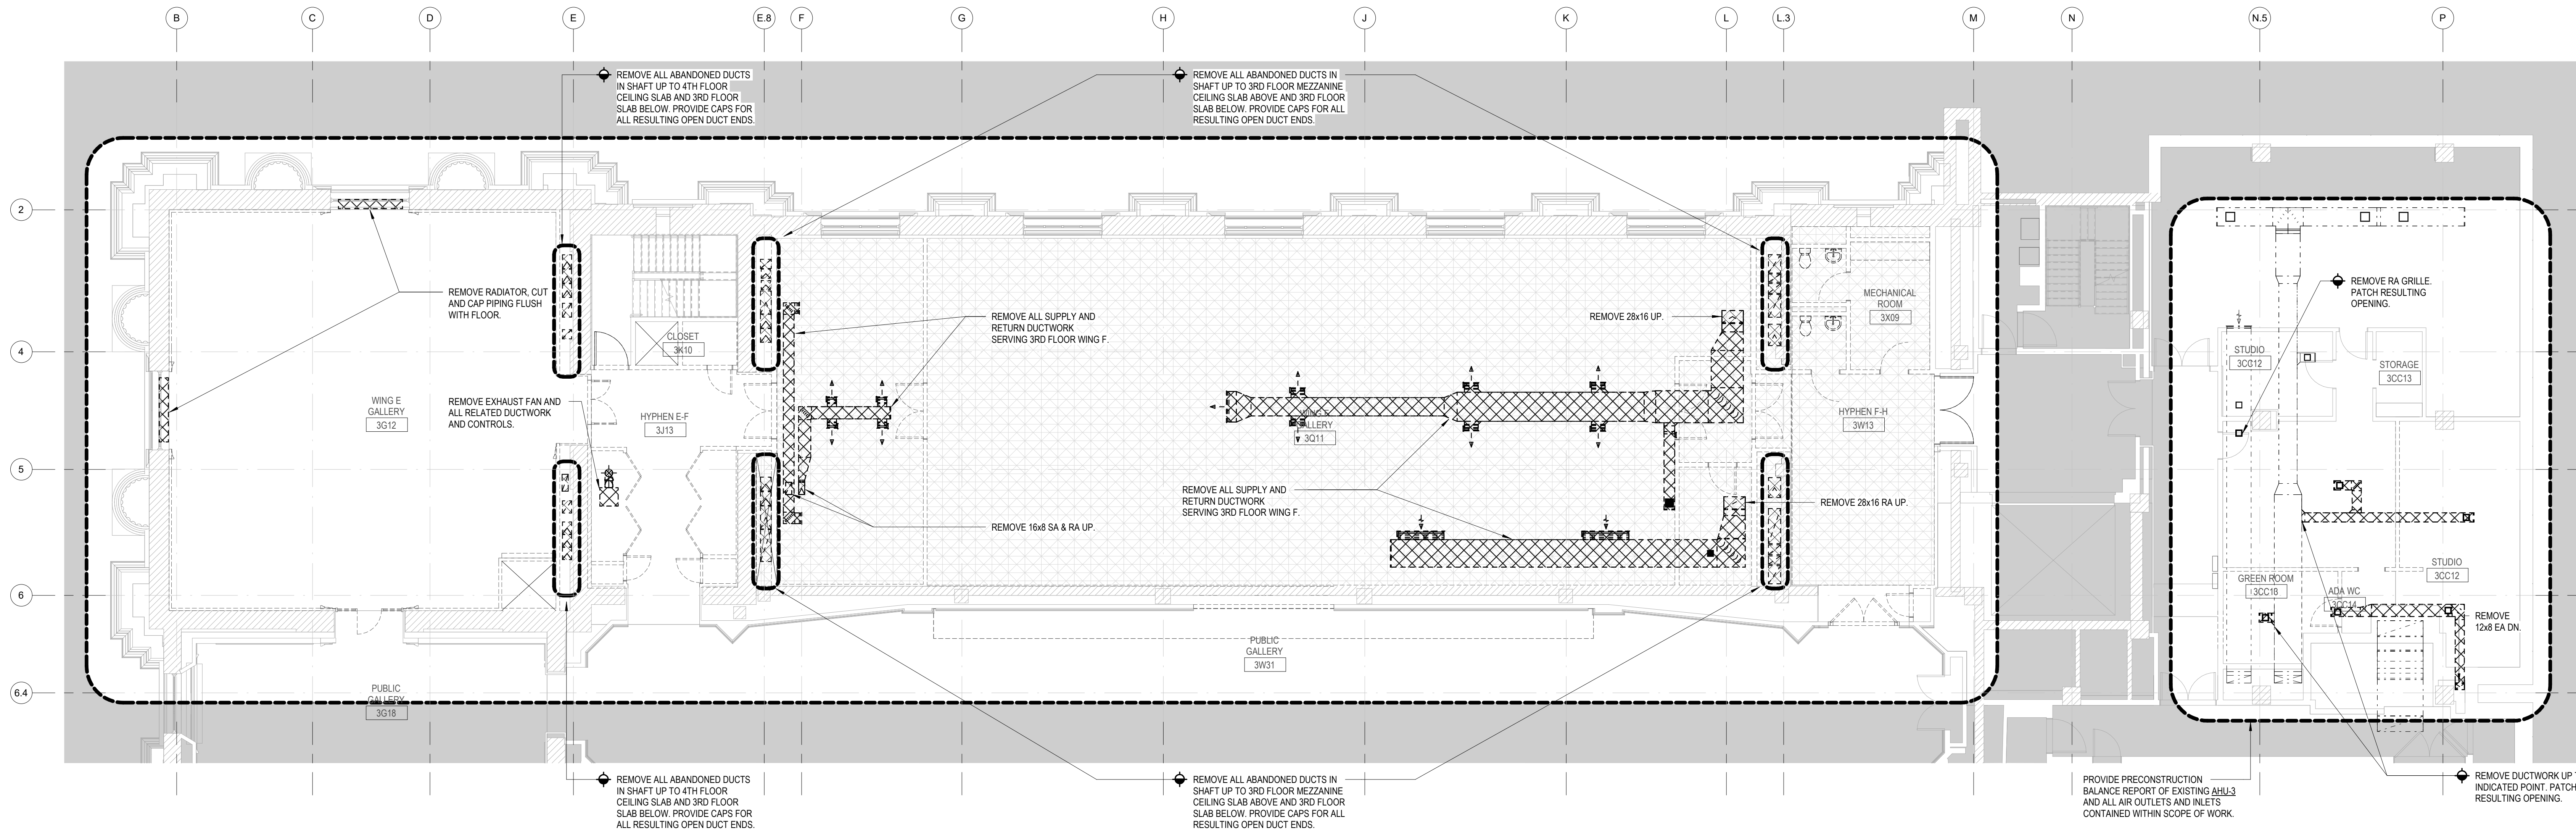 B
C
D
E
E.8
F
G
H
J
K
L
L.3
M
N
N.5
P
REMOVE ALL ABANDONED DUCTS
IN SHAFT UP TO 4TH FLOOR
CEILING SLAB AND 3RD FLOOR
SLAB BELOW. PROVIDE CAPS FOR
ALL RESULTING OPEN DUCT ENDS.
REMOVE ALL ABANDONED DUCTS IN
SHAFT UP TO 3RD FLOOR MEZZANINE
CEILING SLAB ABOVE AND 3RD FLOOR
SLAB BELOW. PROVIDE CAPS FOR ALL
RESULTING OPEN DUCT ENDS.
2
4
5
6
6.4
REMOVE RADIATOR, CUT
AND CAP PIPING FLUSH
WITH FLOOR.
CLOSET
3K10
REMOVE ALL SUPPLY AND
RETURN DUCTWORK
SERVING 3RD FLOOR WING F.
REMOVE 28x16 UP.
MECHANICAL
ROOM
3X09
REMOVE RA GRILLE.
PATCH RESULTING
OPENING.
STUDIO
3CC12
STORAGE
3CC13
WING E
GALLERY
3G12
REMOVE EXHAUST FAN AND
ALL RELATED DUCTWORK
AND CONTROLS.
HYPHEN E-F
3J13
WING F
GALLERY
3Q11
HYPHEN F-H
3W13
REMOVE ALL SUPPLY AND
RETURN DUCTWORK
SERVING 3RD FLOOR WING F.
REMOVE 28x16 RA UP.
REMOVE 16x8 SA & RA UP.
STUDIO
3CC12
GREEN ROOM
3CC18
ADA WC
3CC14
REMOVE
12x8 EA DN.
PUBLIC
GALLERY
3W31
PUBLIC
GALLERY
3G18
REMOVE ALL ABANDONED DUCTS
IN SHAFT UP TO 4TH FLOOR
CEILING SLAB AND 3RD FLOOR
SLAB BELOW. PROVIDE CAPS FOR
ALL RESULTING OPEN DUCT ENDS.
REMOVE ALL ABANDONED DUCTS IN
SHAFT UP TO 3RD FLOOR MEZZANINE
CEILING SLAB ABOVE AND 3RD FLOOR
SLAB BELOW. PROVIDE CAPS FOR ALL
RESULTING OPEN DUCT ENDS.
PROVIDE PRECONSTRUCTION
BALANCE REPORT OF EXISTING AHU-3
AND ALL AIR OUTLETS AND INLETS
CONTAINED WITHIN SCOPE OF WORK.
REMOVE DUCTWORK UP
INDICATED POINT. PATCH
RESULTING OPENING.